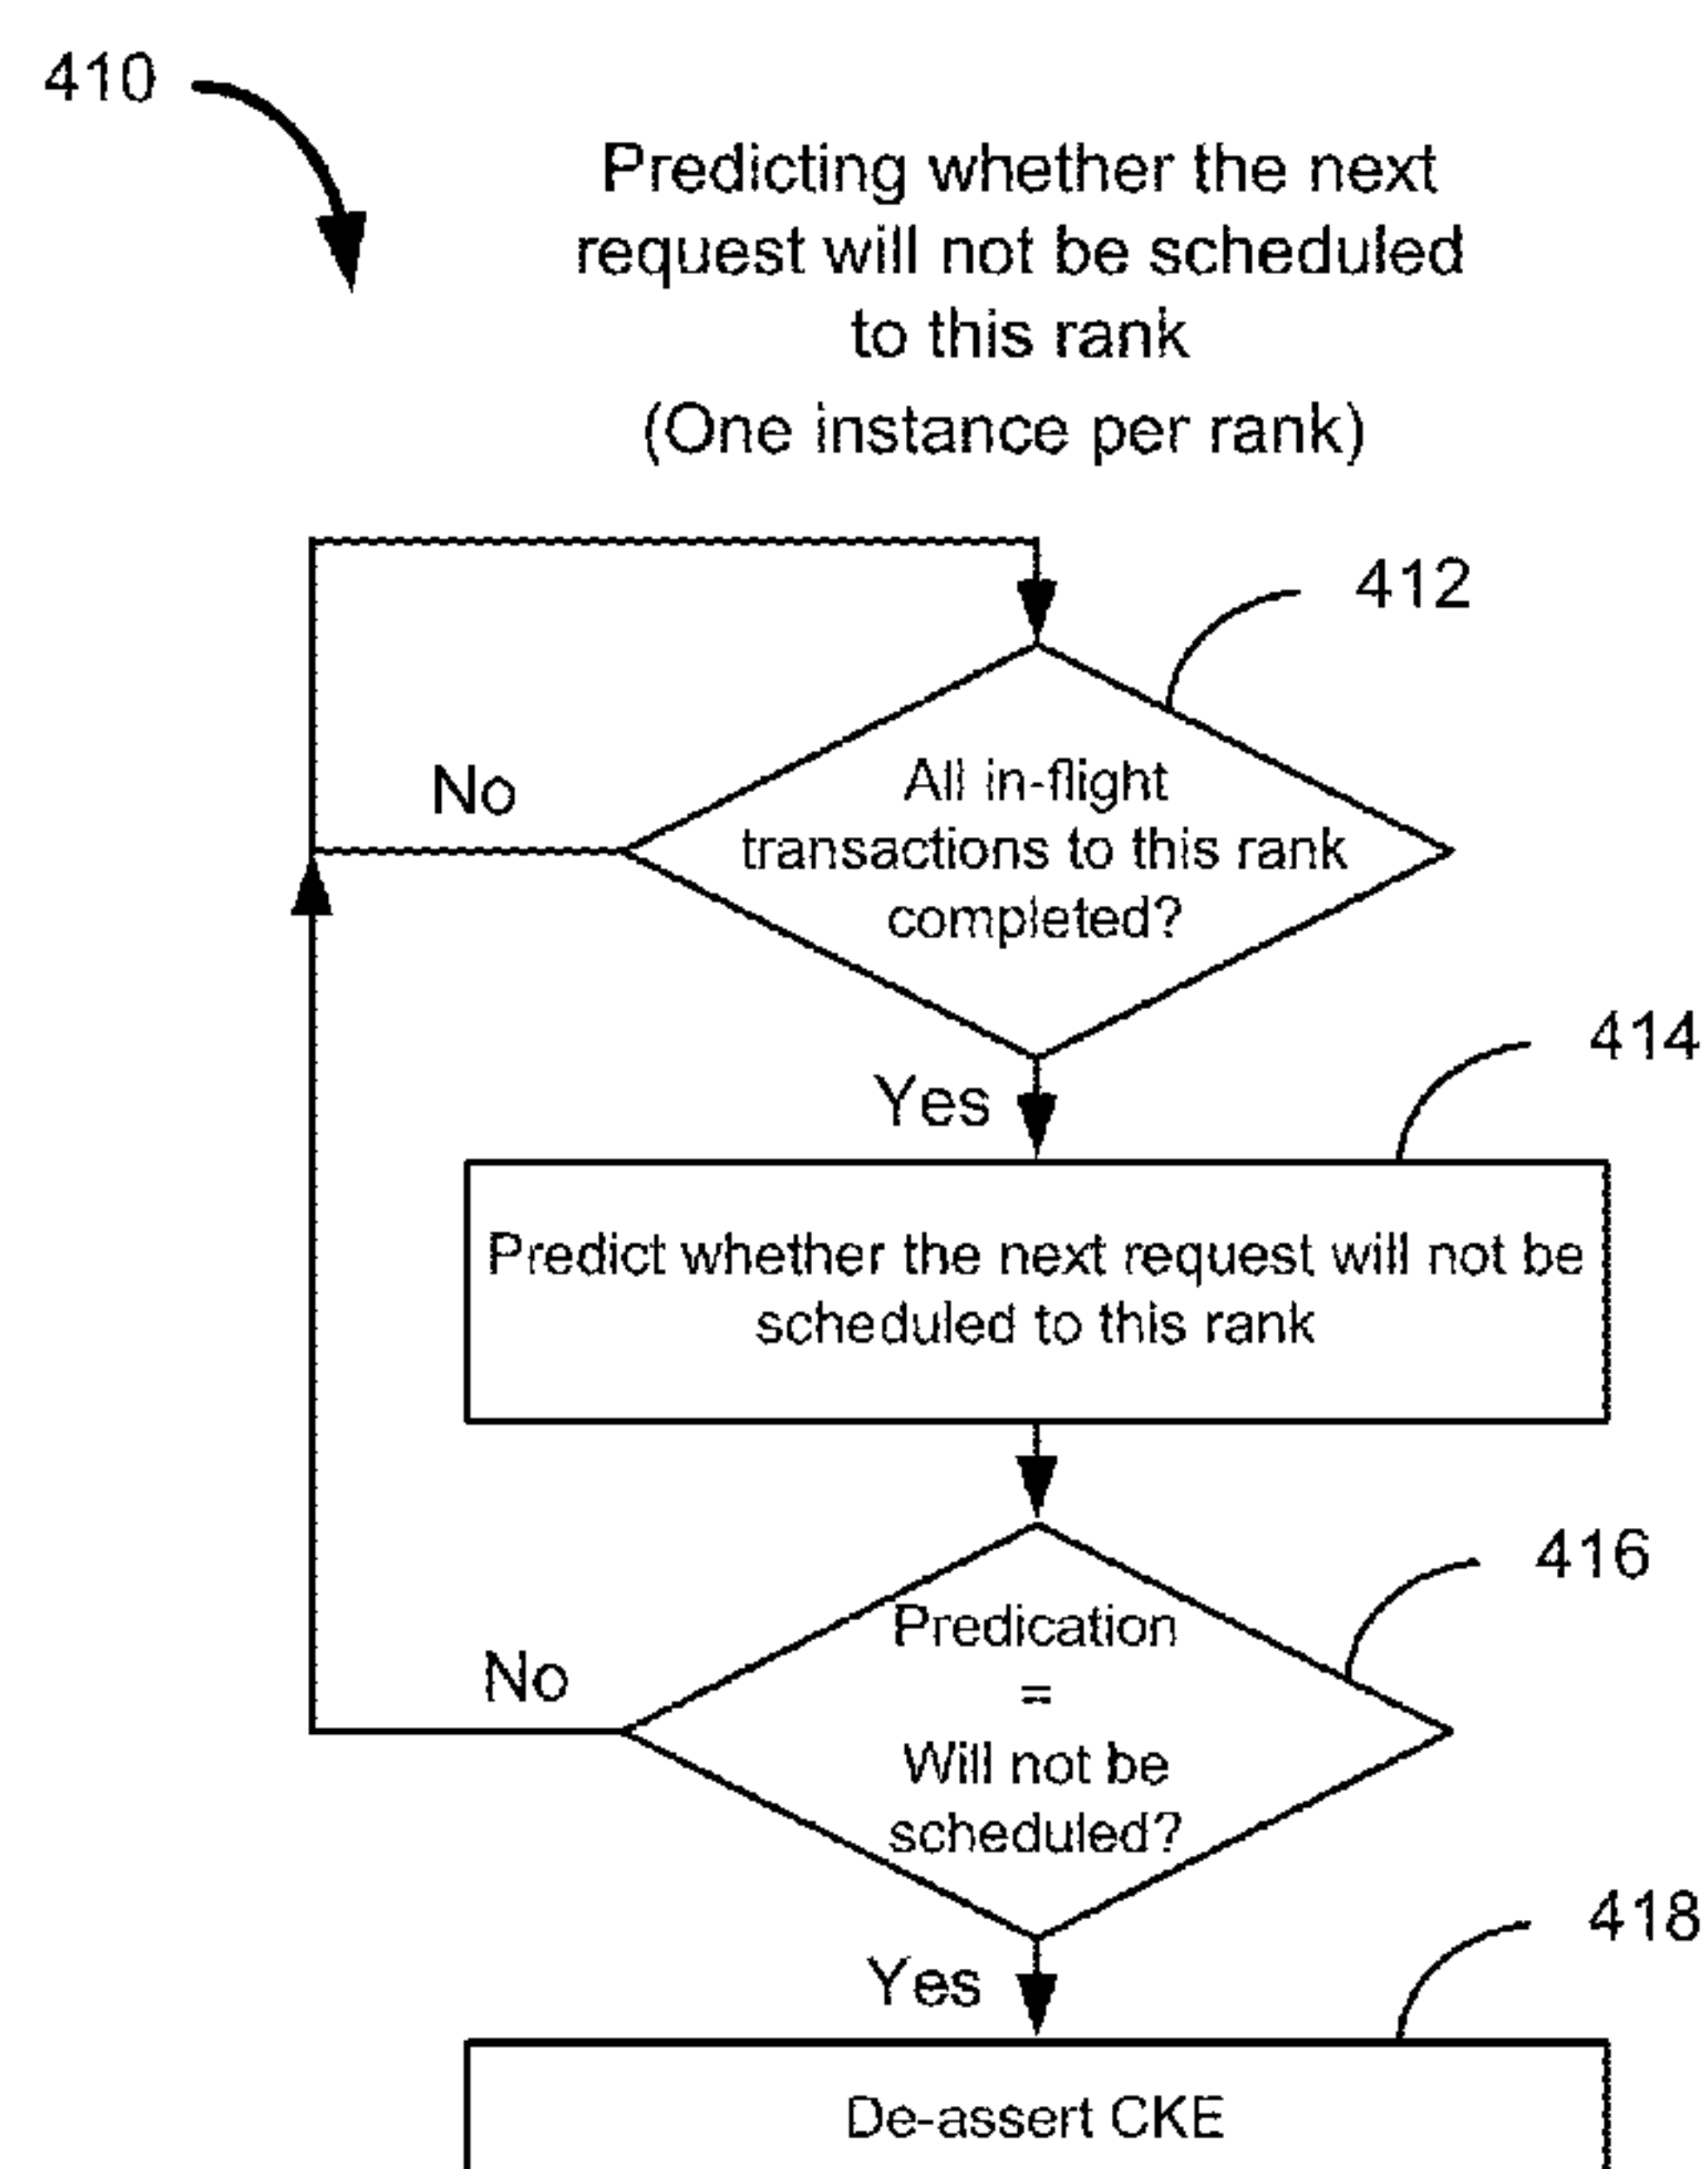 410
Predicting whether the next
request will not be scheduled
to this rank
(One instance per rank)
412
All in-flight
transactions to this rank
completed?
No
Yes
414
Predict whether the next request will not be
scheduled to this rank
416
Predication
=
Will not be
scheduled?
No
Yes
418
De-assert CKE